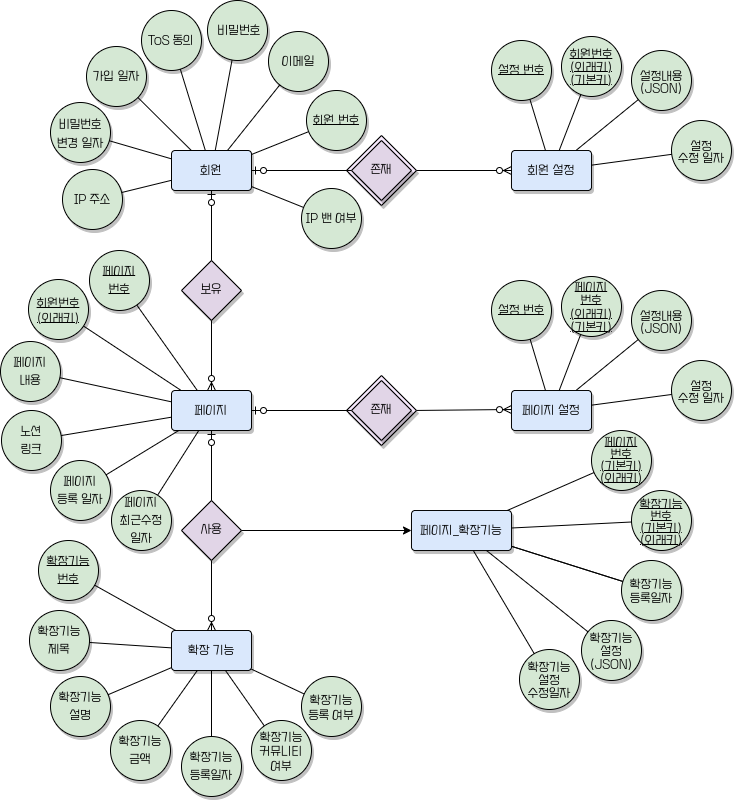 비밀번호
ToS 동의
이메일
가입 일자
회원 번호
비밀번호
변경 일자
회원
IP 주소
IP 밴 여부
존재
설정 번호
회원번호
(외래키)
(기본키)
설정내용
(JSON)
설정
수정 일자
회원 설정
보유
페이지
번호
회원번호
(외래키)
페이지
내용
노션
링크
페이지
등록 일자
페이지
최근수정
일자
페이지
존재
설정 번호
페이지
번호
(외래키)
(기본키)
설정내용
(JSON)
설정
수정 일자
페이지 설정
사용
페이지_확장기능
페이지
번호
(기본키)
(외래키)
확장기능
번호
(기본키)
(외래키)
확장기능
등록일자
확장기능
설정
(JSON)
확장기능
설정
수정일자
확장기능
번호
확장기능
제목
확장기능
설명
확장기능
금액
확장기능
등록일자
확장기능
커뮤니티
여부
확장기능
등록 여부
확장 기능